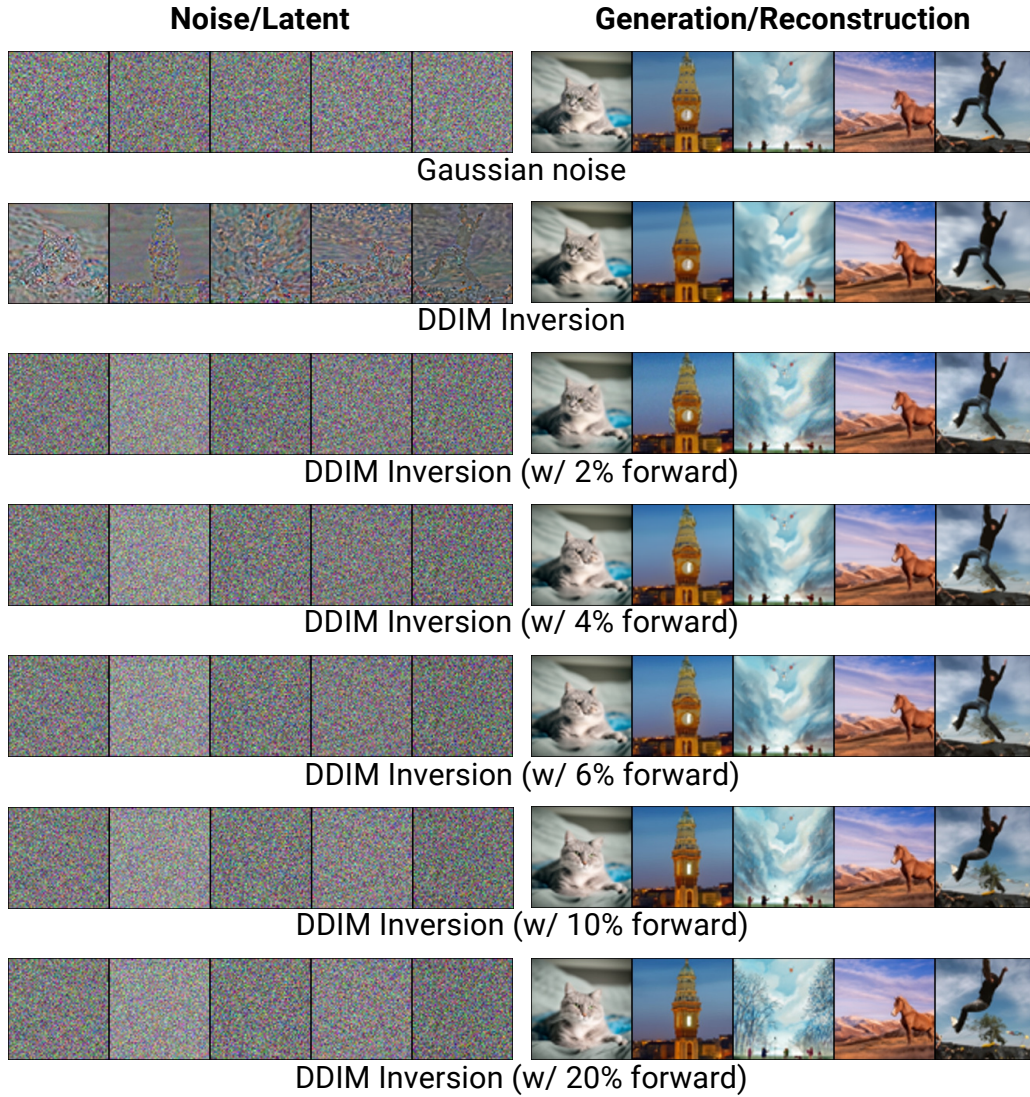 Noise/Latent
Generation/Reconstruction
Gaussian noise
DDIM Inversion
DDIM Inversion (w/ 2% forward)
DDIM Inversion (w/ 4% forward)
DDIM Inversion (w/ 6% forward)
DDIM Inversion (w/ 10% forward)
DDIM Inversion (w/ 20% forward)